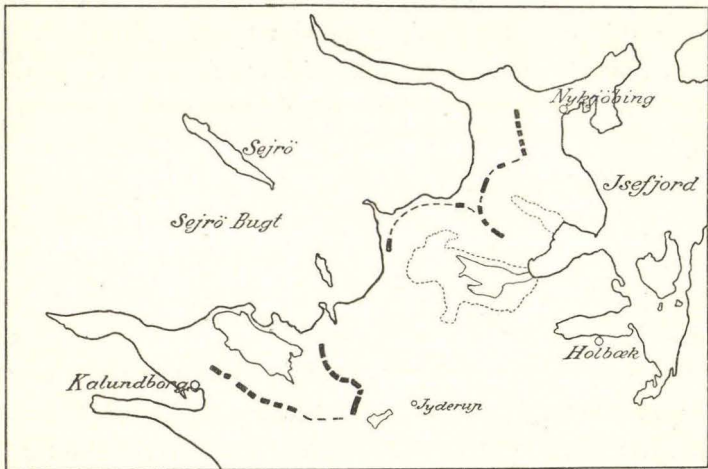 Nykjöbing
Sejrö
Isefjord
Sejrö Bugt
Holbæk
Kalundborg
Jyderup